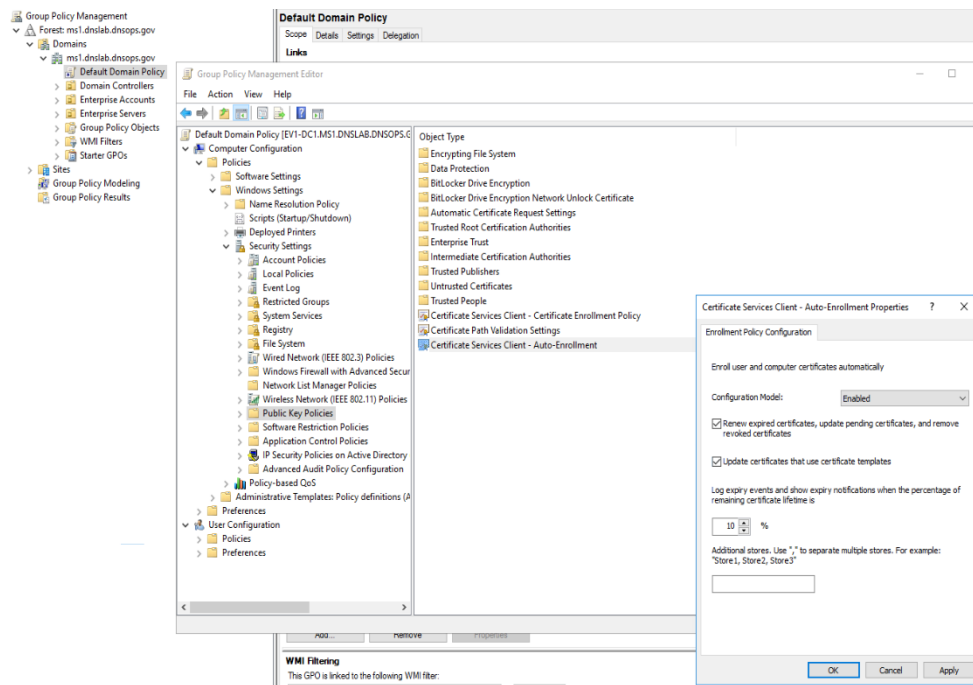 Group Policy Management
Forest: ms1.dnslab.dnsops.gov
Domains
ms1.dnslab.dnsops.gov
Default Domain Policy
Domain Controllers
Enterprise Accounts
Enterprise Servers
Group Policy Objects
WMI Filters
Starter GPOs
Sites
Group Policy Modeling
Group Policy Results
Default Domain Policy
Scope Details Settings Delegation
Links
Group Policy Management Editor
File Action View Help
Default Domain Policy [EV1-DC1.MS1.DNSLAB.DNSOPS.G
Computer Configuration
Policies
Software Settings
Windows Settings
Name Resolution Policy
Scripts (Startup/Shutdown)
Deployed Printers
Security Settings
Account Policies
Local Policies
Event Log
Restricted Groups
System Services
Registry
File System
Wired Network (IEEE 802.3) Policies
Windows Firewall with Advanced Secur
Network List Manager Policies
Wireless Network (IEEE 802.11) Policies
Public Key Policies
Software Restriction Policies
Application Control Policies
IP Security Policies on Active Directory
Advanced Audit Policy Configuration
Policy-based QoS
Administrative Templates: Policy definitions (A
Preferences
User Configuration
Policies
Preferences
Object Type
Encrypting File System
Data Protection
BitLocker Drive Encryption
BitLocker Drive Encryption Network Unlock Certificate
Automatic Certificate Request Settings
Trusted Root Certification Authorities
Enterprise Trust
Intermediate Certification Authorities
Trusted Publishers
Untrusted Certificates
Trusted People
Certificate Services Client - Certificate Enrollment Policy
Certificate Path Validation Settings
Certificate Services Client - Auto-Enrollment
Certificate Services Client - Auto-Enrollment Properties ? X
Enrollment Policy Configuration
Enroll user and computer certificates automatically
Configuration Model: Enabled
Renew expired certificates, update pending certificates, and remove
revoked certificates
Update certificates that use certificate templates
Log expiry events and show expiry notifications when the percentage of
remaining certificate lifetime is
10 %
Additional stores. Use "," to separate multiple stores. For example:
"Store1, Store2, Store3"
OK Cancel Apply
Add... Remove Properties
WMI Filtering
This GPO is linked to the following WMI filter: